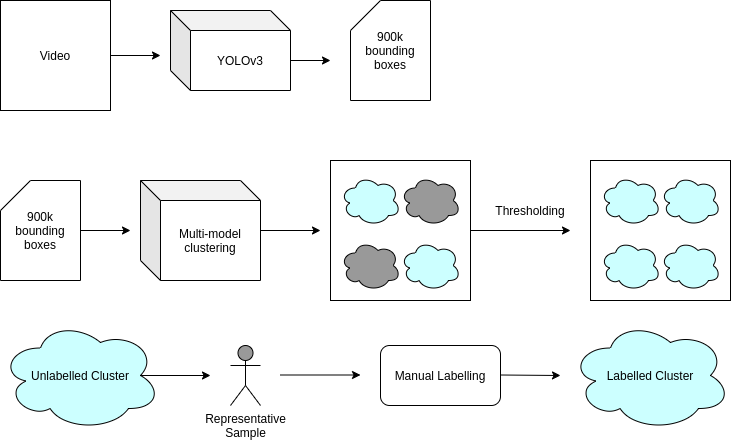 Video
YOLOv3
900k
bounding
boxes
900k
bounding
boxes
Multi-model
clustering
Thresholding
Unlabelled Cluster
Representative
Sample
Manual Labelling
Labelled Cluster